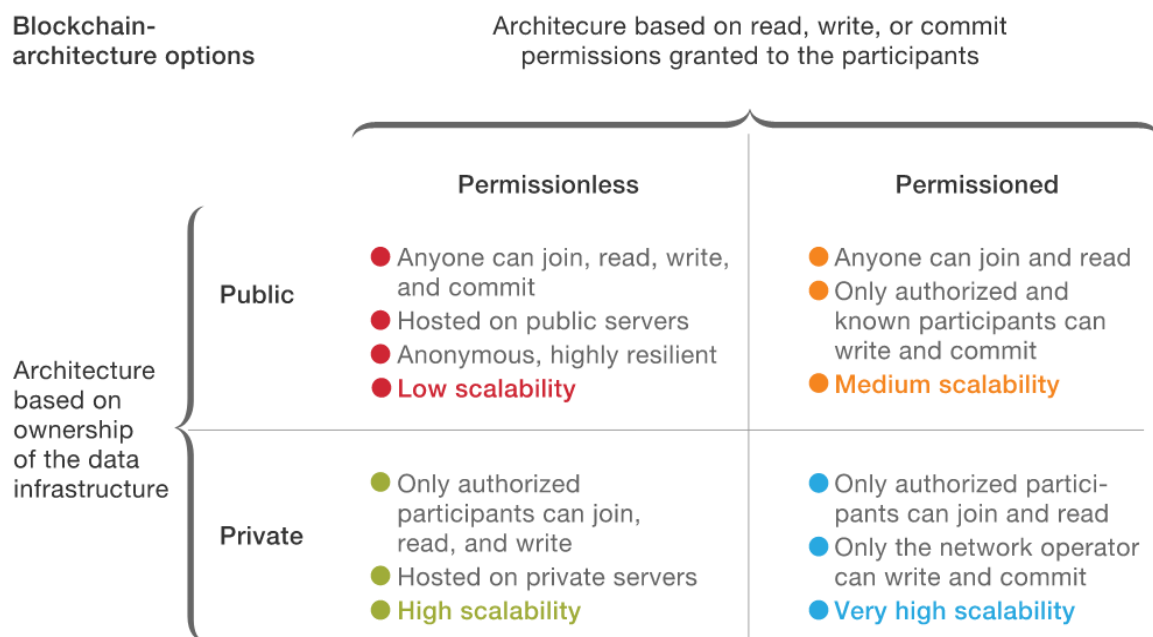 Blockchain-
architecture options
Architecure based on read, write, or commit
permissions granted to the participants
Permissionless
Permissioned
Architecture
based on
ownership
of the data
infrastructure
Public
Anyone can join, read, write,
and commit
Hosted on public servers
Anonymous, highly resilient
Low scalability
Anyone can join and read
Only authorized and
known participants can
write and commit
Medium scalability
Private
Only authorized
participants can join,
read, and write
Hosted on private servers
High scalability
Only authorized partici-
pants can join and read
Only the network operator
can write and commit
Very high scalability